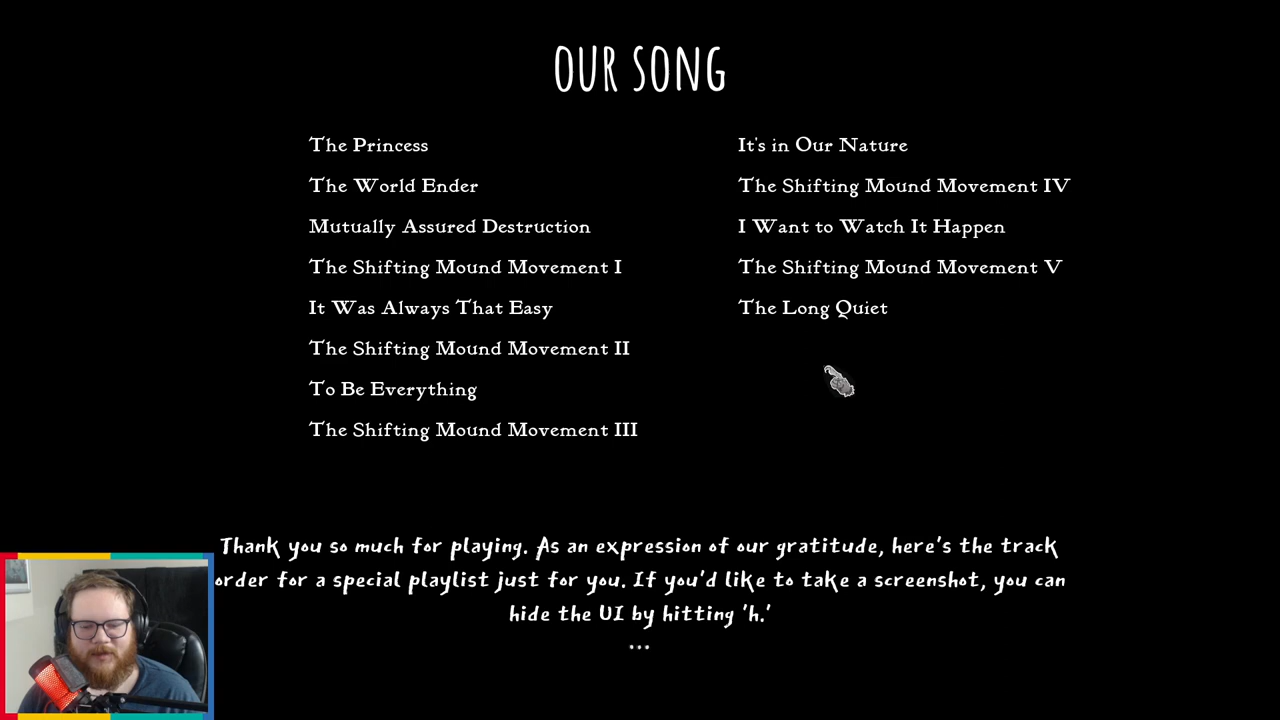 OUR SONG
The Princess
The World Ender
Mutually Assured Destruction
The Shifting Mound Movement I
It Was Always That Easy
The Shifting Mound Movement II
To Be Everything
The Shifting Mound Movement III
It's in Our Nature
The Shifting Mound Movement IV
I Want to Watch It Happen
The Shifting Mound Movement V
The Long Quiet
Thank you so much for playing. As an expression of our gratitude, here's the track
order for a special playlist just for you. If you'd like to take a screenshot, you can
hide the UI by hitting 'h.'
...